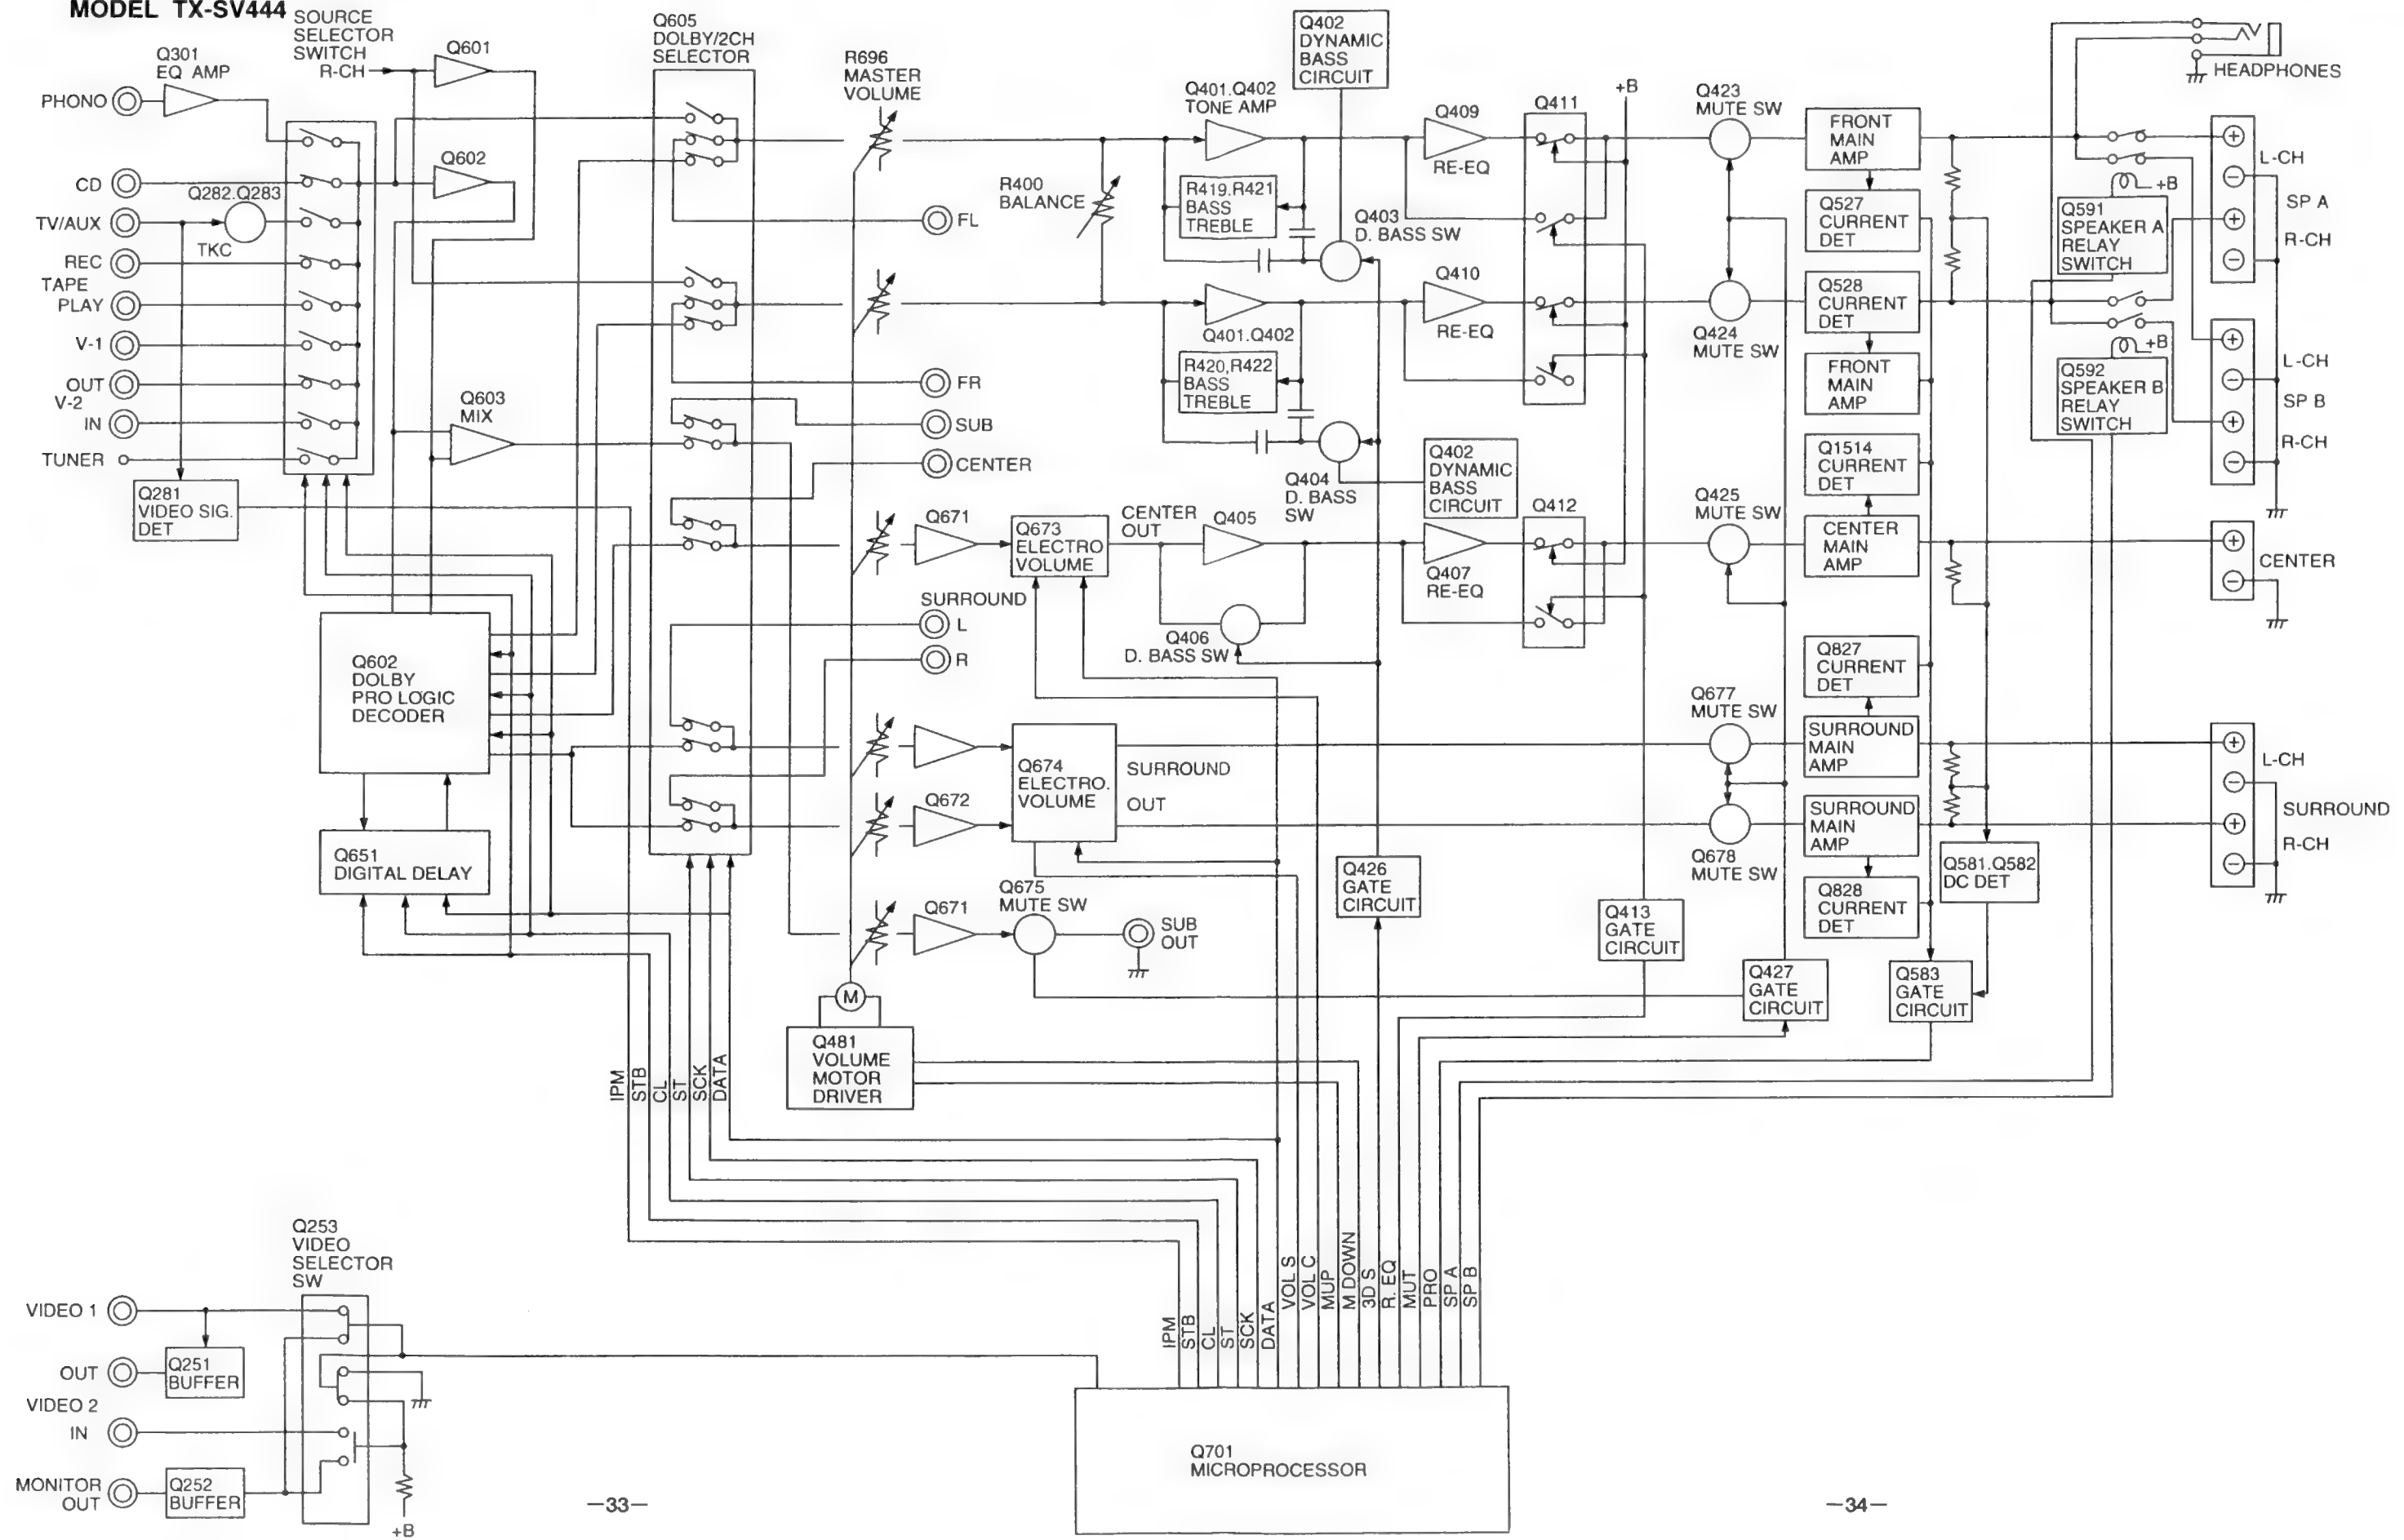 MODEL TX-SV444
SOURCE
SELECTOR
SWITCH
R-CH
Q301
EQ AMP
PHONO
CD
Q282.Q283
TV/AUX
TKC
REC
TAPE
PLAY
V-1
OUT
V-2
IN
TUNER
Q281
VIDEO SIG.
DET
Q601
Q602
Q603
MIX
Q602
DOLBY
PRO LOGIC
DECODER
Q651
DIGITAL DELAY
Q605
DOLBY/2CH
SELECTOR
R696
MASTER
VOLUME
FL
FR
SUB
CENTER
SURROUND
L
R
Q671
Q672
Q671
Q673
ELECTRO
VOLUME
CENTER
OUT
Q674
ELECTRO.
VOLUME
SURROUND
OUT
Q675
MUTE SW
SUB
OUT
M
Q481
VOLUME
MOTOR
DRIVER
R400
BALANCE
Q401.Q402
TONE AMP
R419.R421
BASS
TREBLE
Q402
DYNAMIC
BASS
CIRCUIT
Q403
D. BASS SW
Q401.Q402
R420,R422
BASS
TREBLE
Q404
D. BASS
SW
Q402
DYNAMIC
BASS
CIRCUIT
Q405
Q406
D. BASS SW
Q409
RE-EQ
Q410
RE-EQ
Q407
RE-EQ
Q411
Q412
+B
Q426
GATE
CIRCUIT
Q413
GATE
CIRCUIT
Q427
GATE
CIRCUIT
Q583
GATE
CIRCUIT
Q423
MUTE SW
Q424
MUTE SW
Q425
MUTE SW
Q677
MUTE SW
Q678
MUTE SW
FRONT
MAIN
AMP
Q527
CURRENT
DET
Q528
CURRENT
DET
FRONT
MAIN
AMP
Q1514
CURRENT
DET
CENTER
MAIN
AMP
Q827
CURRENT
DET
SURROUND
MAIN
AMP
SURROUND
MAIN
AMP
Q828
CURRENT
DET
Q581.Q582
DC DET
HEADPHONES
+B
Q591
SPEAKER A
RELAY
SWITCH
+B
Q592
SPEAKER B
RELAY
SWITCH
+
L-CH
−
SP A
+
R-CH
−
+
L-CH
−
SP B
+
R-CH
−
+
CENTER
−
+
L-CH
−
SURROUND
+
R-CH
−
IPM
STB
CL
ST
SCK
DATA
IPM
STB
CL
ST
SCK
DATA
VOL S
VOL C
MUP
M DOWN
3D S
R. EQ
MUT
PRO
SP A
SP B
Q701
MICROPROCESSOR
Q253
VIDEO
SELECTOR
SW
VIDEO 1
OUT
Q251
BUFFER
VIDEO 2
IN
MONITOR
OUT
Q252
BUFFER
+B
—33—
—34—